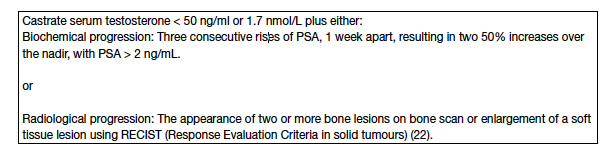 Castrate serum testosterone < 50 ng/ml or 1.7 nmol/L plus either:
Biochemical progression: Three consecutive rises of PSA, 1 week apart, resulting in two 50% increases over
the nadir, with PSA > 2 ng/mL.
or
Radiological progression: The appearance of two or more bone lesions on bone scan or enlargement of a soft
tissue lesion using RECIST (Response Evaluation Criteria in solid tumours) (22).